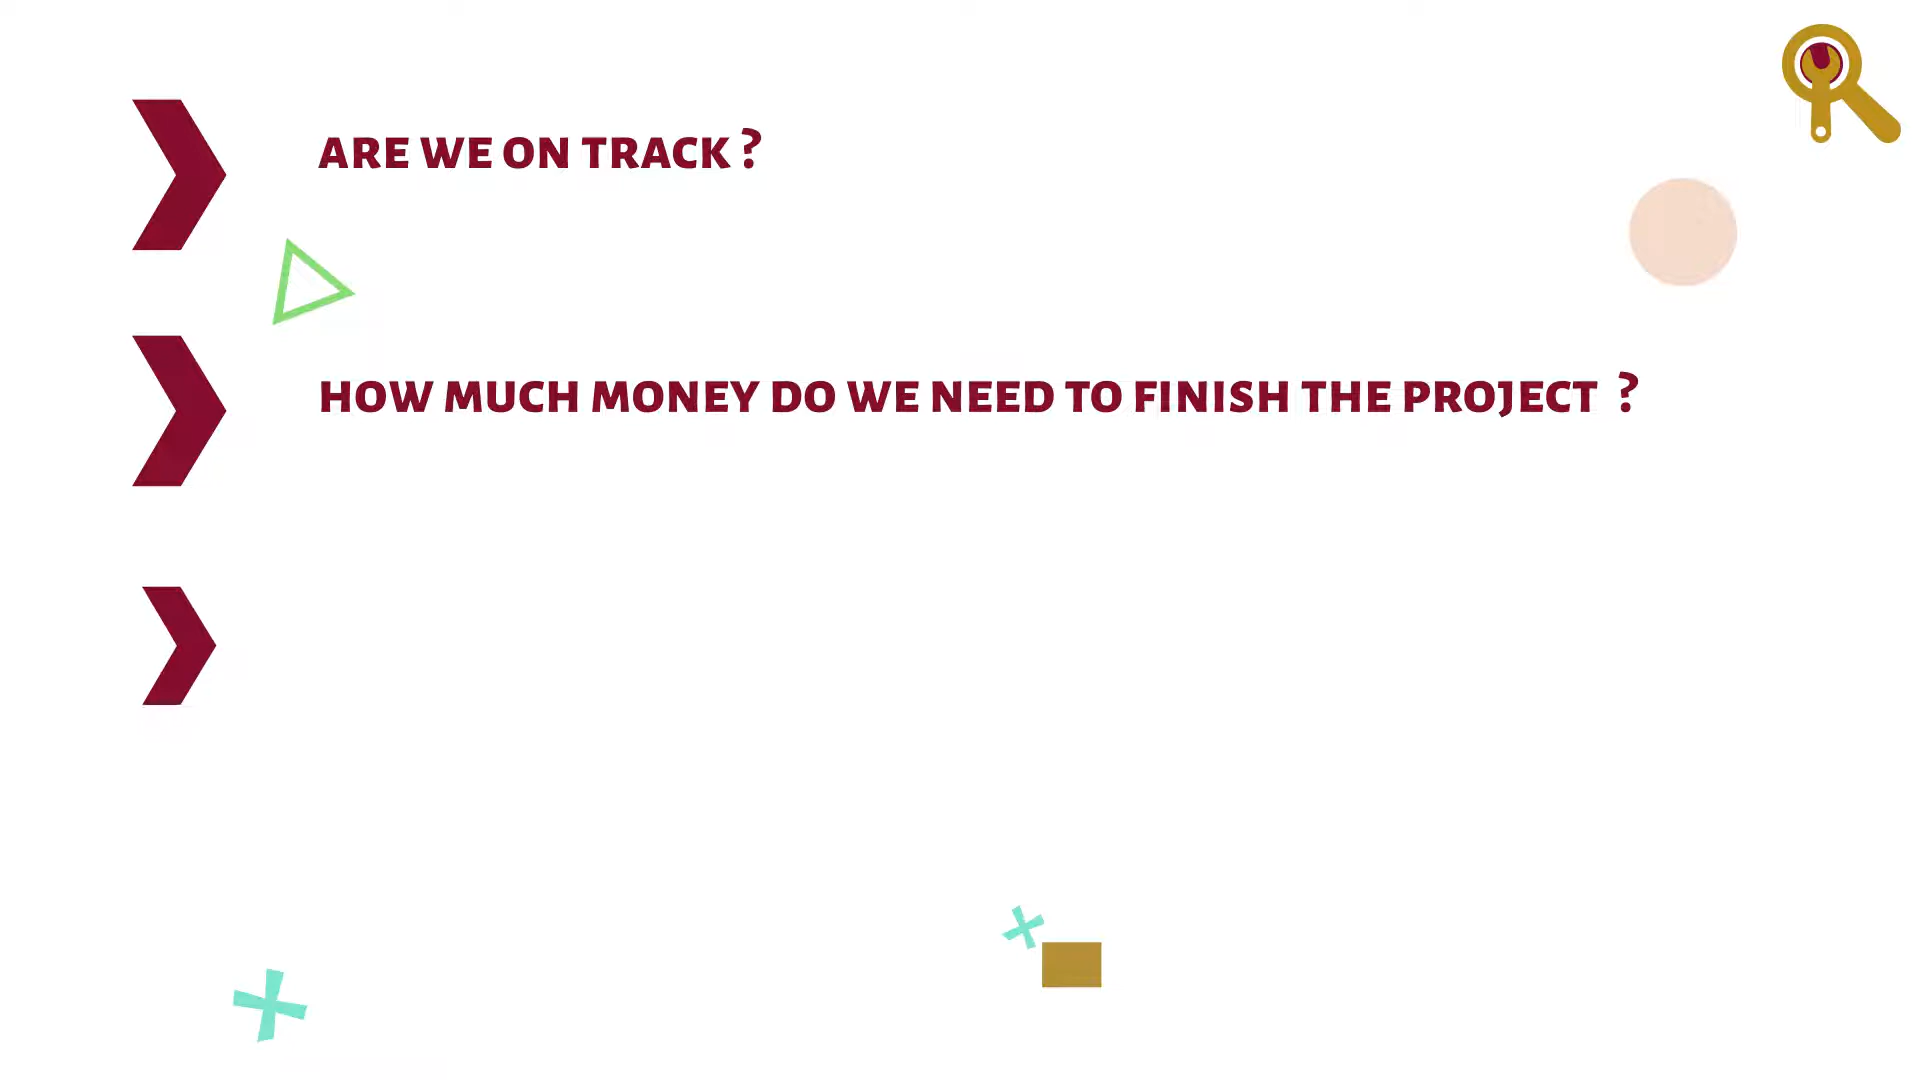 ARE WE ON TRACK ?
HOW MUCH MONEY DO WE NEED TO FINISH THE PROJECT ?